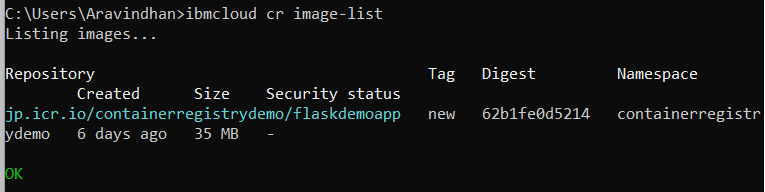 C:\Users\Aravindhan>ibmcloud cr image-list
Listing images...
Repository Tag Digest Namespace
Created Size Security status
jp.icr.io/containerregistrydemo/flaskdemoapp new 62b1fe0d5214 containerregistr
ydemo 6 days ago 35 MB -
OK